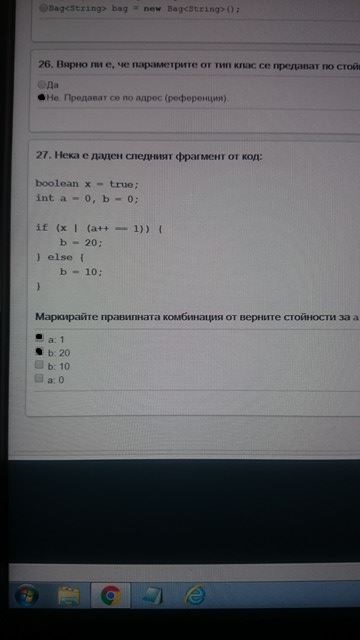 Bag<String> bag = new Bag<String>();
26. Вярно ли е, че параметрите от тип клас се предават по
Да
Не. Предават се по адрес (референция).
27. Нека е даден следният фрагмент от код:
boolean x = true;
int a = 0, b = 0;
if (x | (a++ == 1)) {
b = 20;
} else {
b = 10;
}
Маркирайте правилната комбинация от верните стойности за a
a: 1
b: 20
b: 10
a: 0